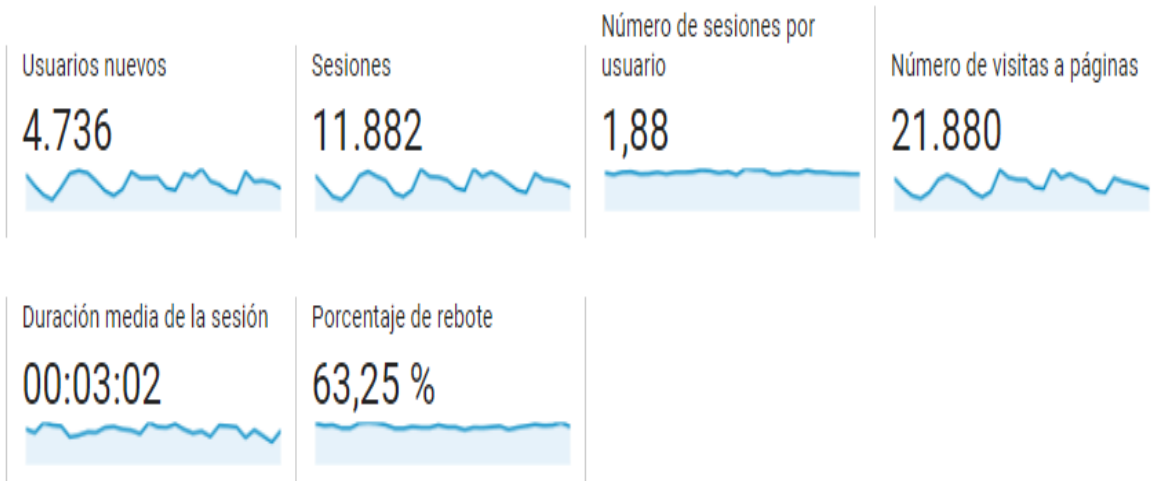 Usuarios nuevos
4.736
Sesiones
11.882
Número de sesiones por
usuario
1,88
Número de visitas a páginas
21.880
Duración media de la sesión
00:03:02
Porcentaje de rebote
63,25 %